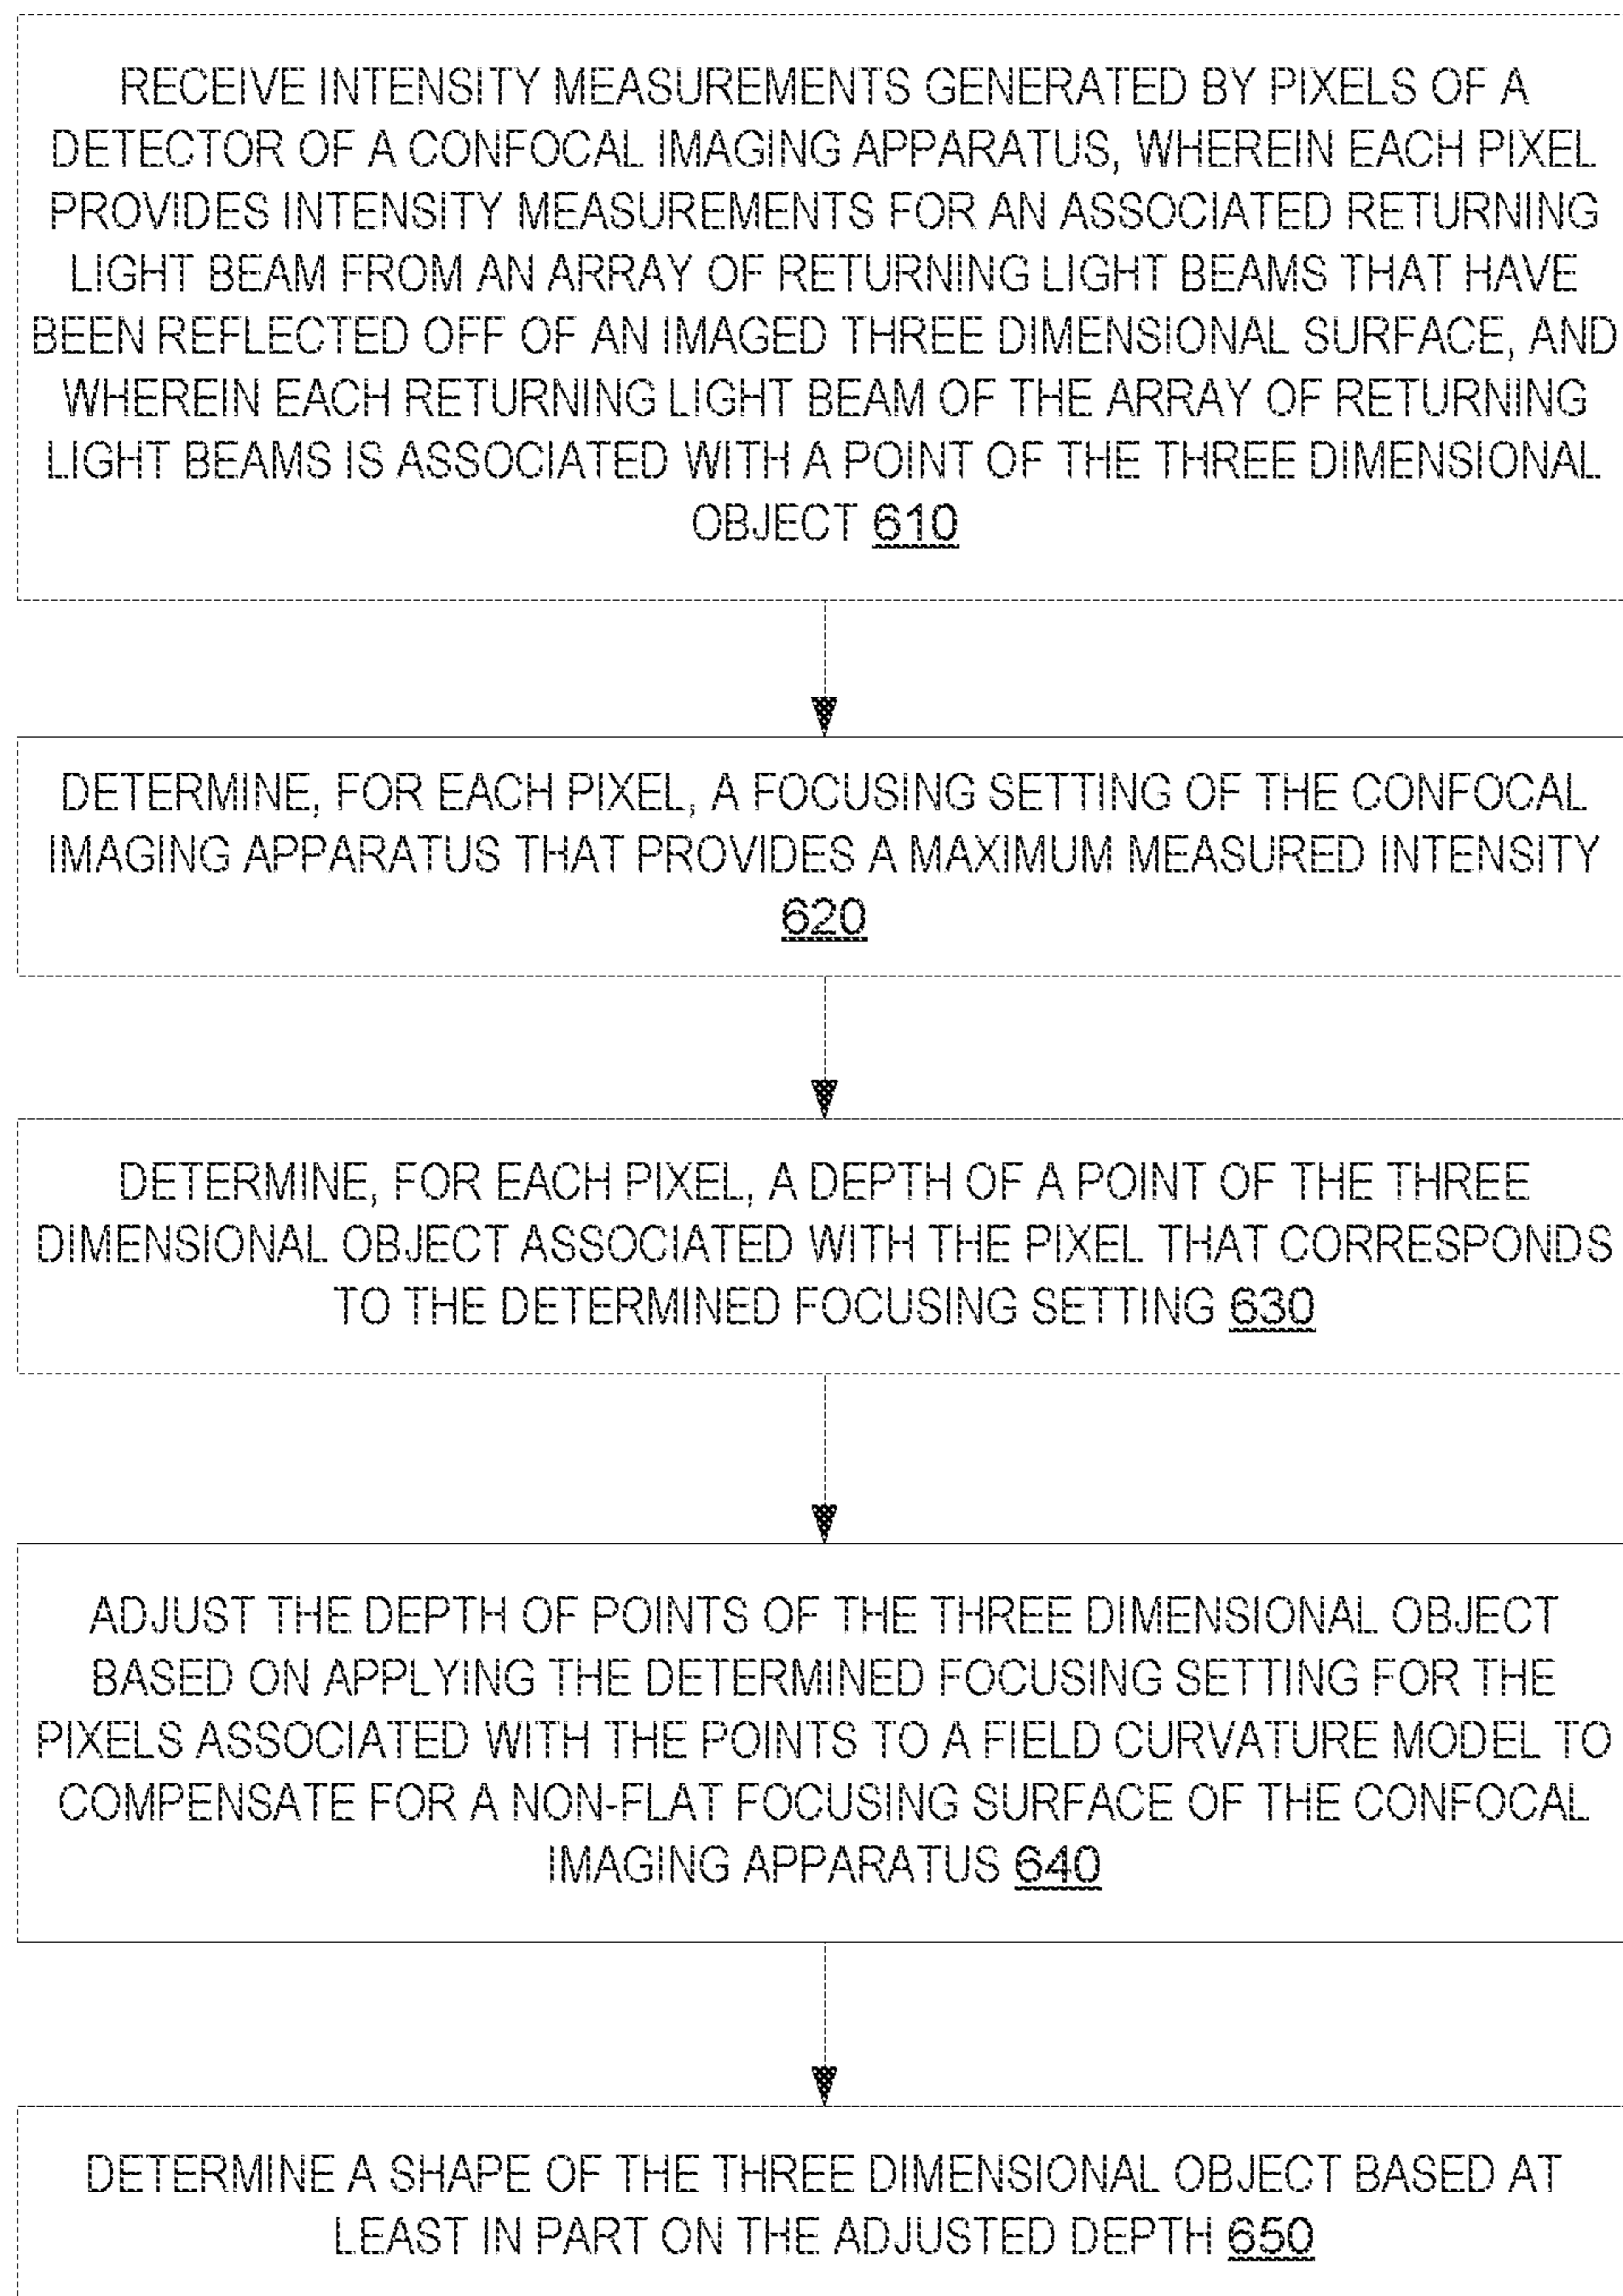 RECEIVE INTENSITY MEASUREMENTS GENERATED BY PIXELS OF A
DETECTOR OF A CONFOCAL IMAGING APPARATUS, WHEREIN EACH PIXEL
PROVIDES INTENSITY MEASUREMENTS FOR AN ASSOCIATED RETURNING
LIGHT BEAM FROM AN ARRAY OF RETURNING LIGHT BEAMS THAT HAVE
BEEN REFLECTED OFF OF AN IMAGED THREE DIMENSIONAL SURFACE, AND
WHEREIN EACH RETURNING LIGHT BEAM OF THE ARRAY OF RETURNING
LIGHT BEAMS IS ASSOCIATED WITH A POINT OF THE THREE DIMENSIONAL
OBJECT 610
DETERMINE, FOR EACH PIXEL, A FOCUSING SETTING OF THE CONFOCAL
IMAGING APPARATUS THAT PROVIDES A MAXIMUM MEASURED INTENSITY
620
DETERMINE, FOR EACH PIXEL, A DEPTH OF A POINT OF THE THREE
DIMENSIONAL OBJECT ASSOCIATED WITH THE PIXEL THAT CORRESPONDS
TO THE DETERMINED FOCUSING SETTING 630
ADJUST THE DEPTH OF POINTS OF THE THREE DIMENSIONAL OBJECT
BASED ON APPLYING THE DETERMINED FOCUSING SETTING FOR THE
PIXELS ASSOCIATED WITH THE POINTS TO A FIELD CURVATURE MODEL TO
COMPENSATE FOR A NON-FLAT FOCUSING SURFACE OF THE CONFOCAL
IMAGING APPARATUS 640
DETERMINE A SHAPE OF THE THREE DIMENSIONAL OBJECT BASED AT
LEAST IN PART ON THE ADJUSTED DEPTH 650